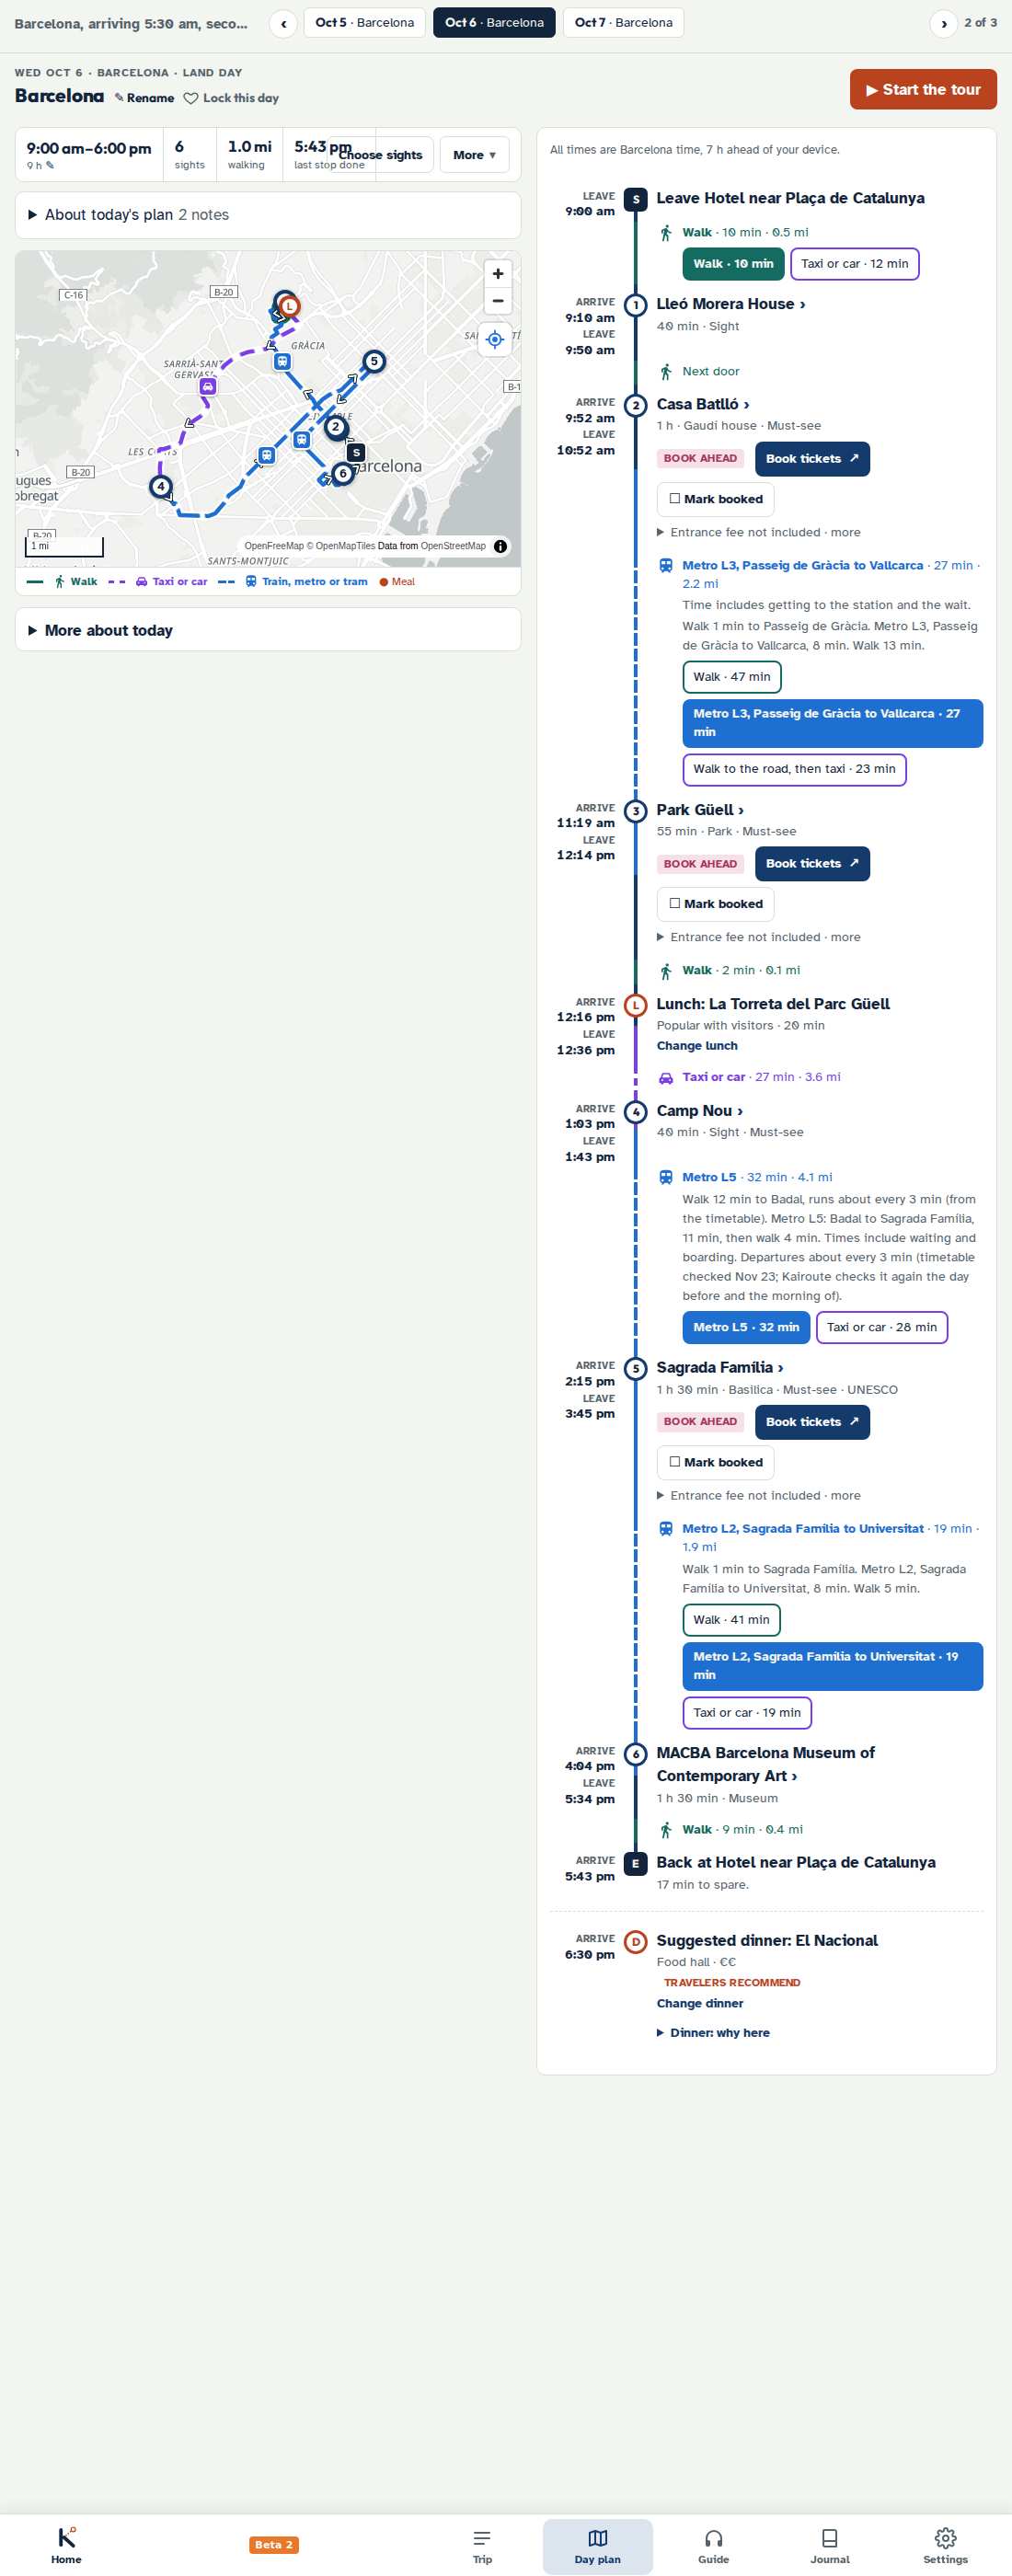 Barcelona, arriving 5:30 am, seco...
‹
Oct 5 · Barcelona
Oct 6 · Barcelona
Oct 7 · Barcelona
›
2 of 3
WED OCT 6 · BARCELONA · LAND DAY
Barcelona
✎ Rename
Lock this day
▶ Start the tour
9:00 am–6:00 pm
9 h ✎
6
sights
1.0 mi
walking
5:43 pm
last stop done
Choose sights
More ▾
▶ About today's plan 2 notes
C-16
B-20
L
GRÀCIA
SARRIÀ-SANT
GERVASI
5
B-1
2
S
Barcelona
LES CORTS
B-20
4
6
B-20
1 mi
SANTS-MONTJUIC
+
−
OpenFreeMap © OpenMapTiles Data from OpenStreetMap
Walk
Taxi or car
Train, metro or tram
Meal
▶ More about today
All times are Barcelona time, 7 h ahead of your device.
LEAVE
9:00 am
S
Leave Hotel near Plaça de Catalunya
Walk · 10 min · 0.5 mi
Walk · 10 min
Taxi or car · 12 min
ARRIVE
9:10 am
LEAVE
9:50 am
1
Lleó Morera House ›
40 min · Sight
Next door
ARRIVE
9:52 am
LEAVE
10:52 am
2
Casa Batlló ›
1 h · Gaudí house · Must-see
BOOK AHEAD
Book tickets ↗
☐ Mark booked
▶ Entrance fee not included · more
Metro L3, Passeig de Gràcia to Vallcarca · 27 min ·
2.2 mi
Time includes getting to the station and the wait.
Walk 1 min to Passeig de Gràcia. Metro L3, Passeig
de Gràcia to Vallcarca, 8 min. Walk 13 min.
Walk · 47 min
Metro L3, Passeig de Gràcia to Vallcarca · 27
min
Walk to the road, then taxi · 23 min
ARRIVE
11:19 am
LEAVE
12:14 pm
3
Park Güell ›
55 min · Park · Must-see
BOOK AHEAD
Book tickets ↗
☐ Mark booked
▶ Entrance fee not included · more
Walk · 2 min · 0.1 mi
ARRIVE
12:16 pm
LEAVE
12:36 pm
L
Lunch: La Torreta del Parc Güell
Popular with visitors · 20 min
Change lunch
Taxi or car · 27 min · 3.6 mi
ARRIVE
1:03 pm
LEAVE
1:43 pm
4
Camp Nou ›
40 min · Sight · Must-see
Metro L5 · 32 min · 4.1 mi
Walk 12 min to Badal, runs about every 3 min (from
the timetable). Metro L5: Badal to Sagrada Família,
11 min, then walk 4 min. Times include waiting and
boarding. Departures about every 3 min (timetable
checked Nov 23; Kairoute checks it again the day
before and the morning of).
Metro L5 · 32 min
Taxi or car · 28 min
ARRIVE
2:15 pm
LEAVE
3:45 pm
5
Sagrada Família ›
1 h 30 min · Basilica · Must-see · UNESCO
BOOK AHEAD
Book tickets ↗
☐ Mark booked
▶ Entrance fee not included · more
Metro L2, Sagrada Família to Universitat · 19 min ·
1.9 mi
Walk 1 min to Sagrada Família. Metro L2, Sagrada
Família to Universitat, 8 min. Walk 5 min.
Walk · 41 min
Metro L2, Sagrada Família to Universitat · 19
min
Taxi or car · 19 min
ARRIVE
4:04 pm
LEAVE
5:34 pm
6
MACBA Barcelona Museum of
Contemporary Art ›
1 h 30 min · Museum
Walk · 9 min · 0.4 mi
ARRIVE
5:43 pm
E
Back at Hotel near Plaça de Catalunya
17 min to spare.
ARRIVE
6:30 pm
D
Suggested dinner: El Nacional
Food hall · €€
TRAVELERS RECOMMEND
Change dinner
▶ Dinner: why here
Home
Beta 2
Trip
Day plan
Guide
Journal
Settings